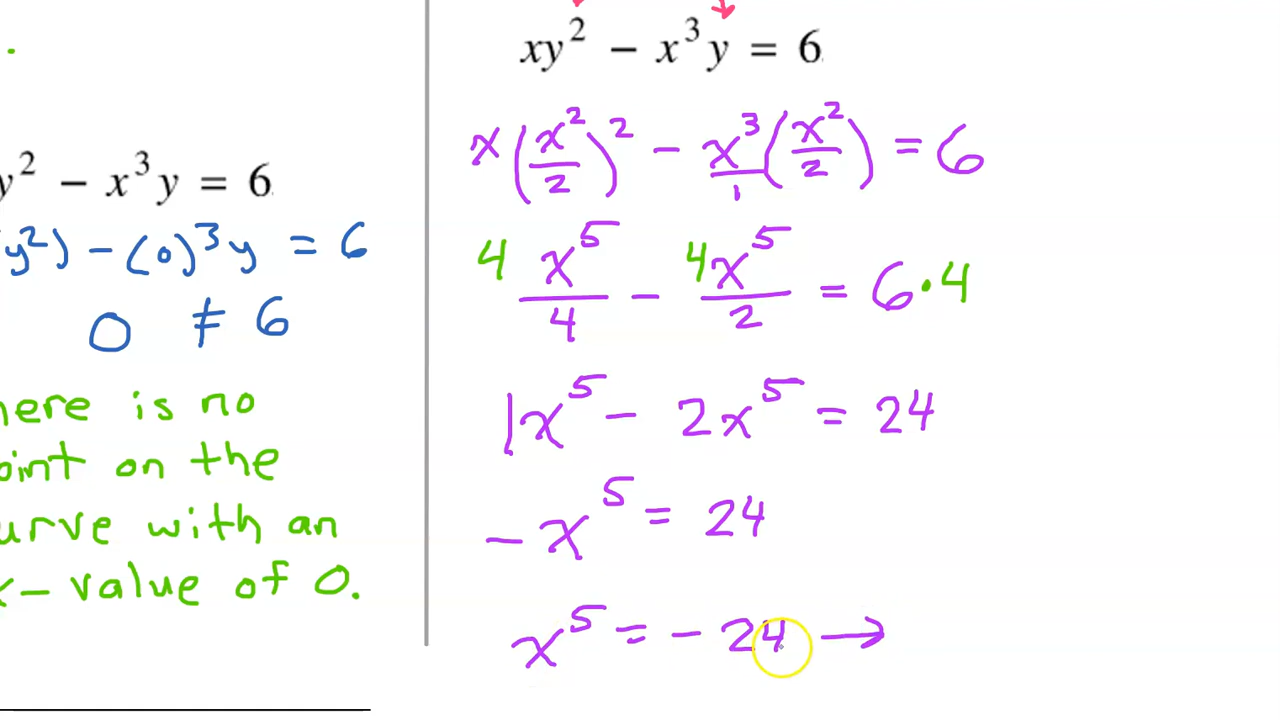 .
y² − x³y = 6
y²) − (0)³y = 6
0 ≠ 6
here is no
oint on the
urve with an
x − value of 0.
xy² − x³y = 6
x(x²/2)² − x³/1(x²/2) = 6
4 x⁵/4 − 4x⁵/2 = 6·4
1x⁵ − 2x⁵ = 24
−x⁵ = 24
x⁵ = −24 →